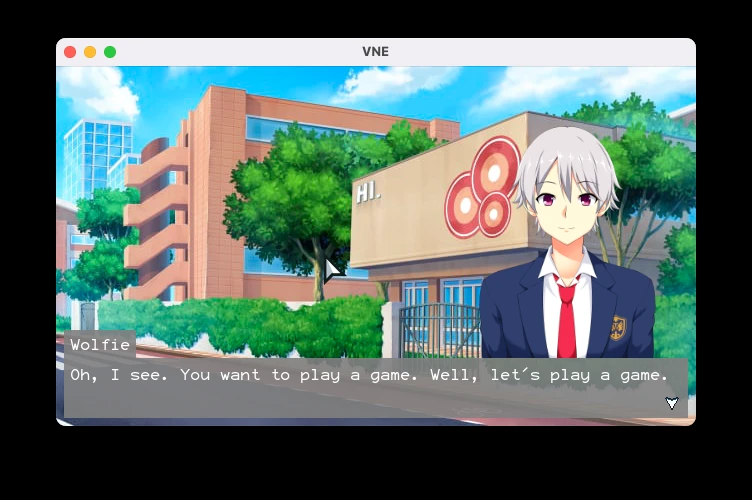 VNE
HI.
Wolfie
Oh, I see. You want to play a game. Well, let's play a game.